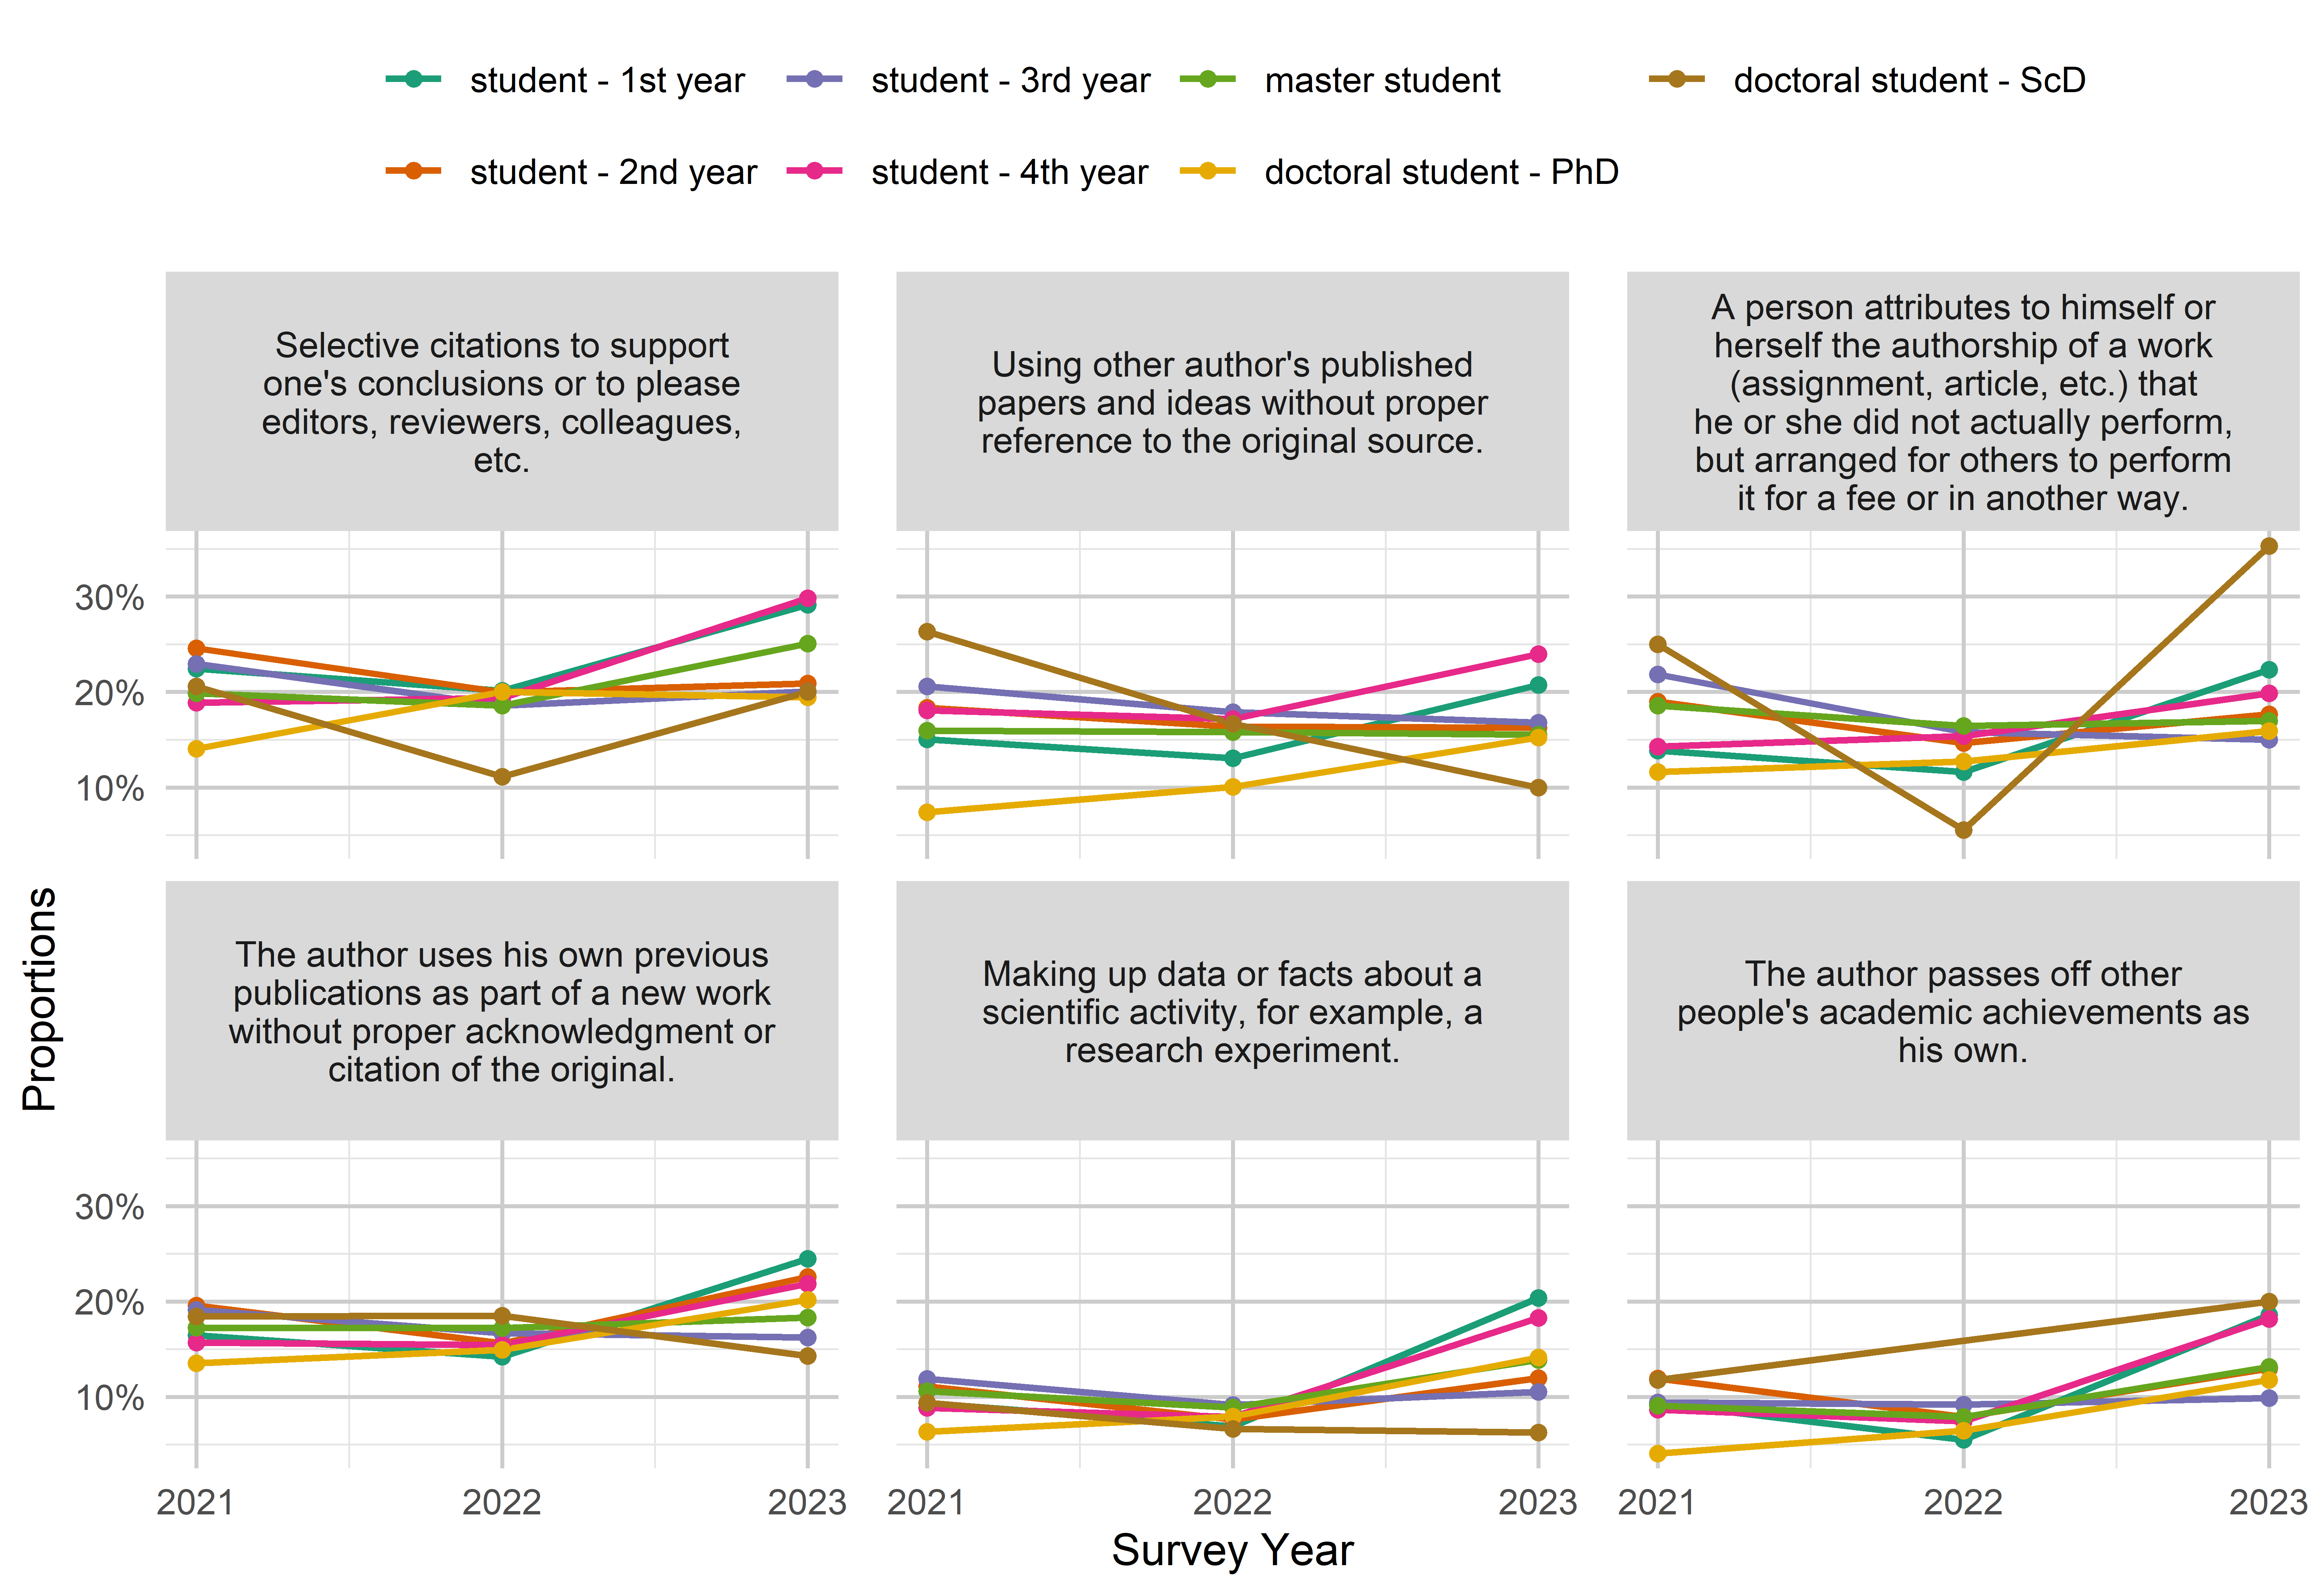 student - 1st year
student - 3rd year
master student
doctoral student - ScD
student - 2nd year
student - 4th year
doctoral student - PhD
Selective citations to support
one's conclusions or to please
editors, reviewers, colleagues,
etc.
Using other author's published
papers and ideas without proper
reference to the original source.
A person attributes to himself or
herself the authorship of a work
(assignment, article, etc.) that
he or she did not actually perform,
but arranged for others to perform
it for a fee or in another way.
30%
20%
10%
The author uses his own previous
publications as part of a new work
without proper acknowledgment or
citation of the original.
Making up data or facts about a
scientific activity, for example, a
research experiment.
The author passes off other
people's academic achievements as
his own.
30%
20%
10%
Proportions
2021
2022
2023
2021
2022
2023
2021
2022
2023
Survey Year